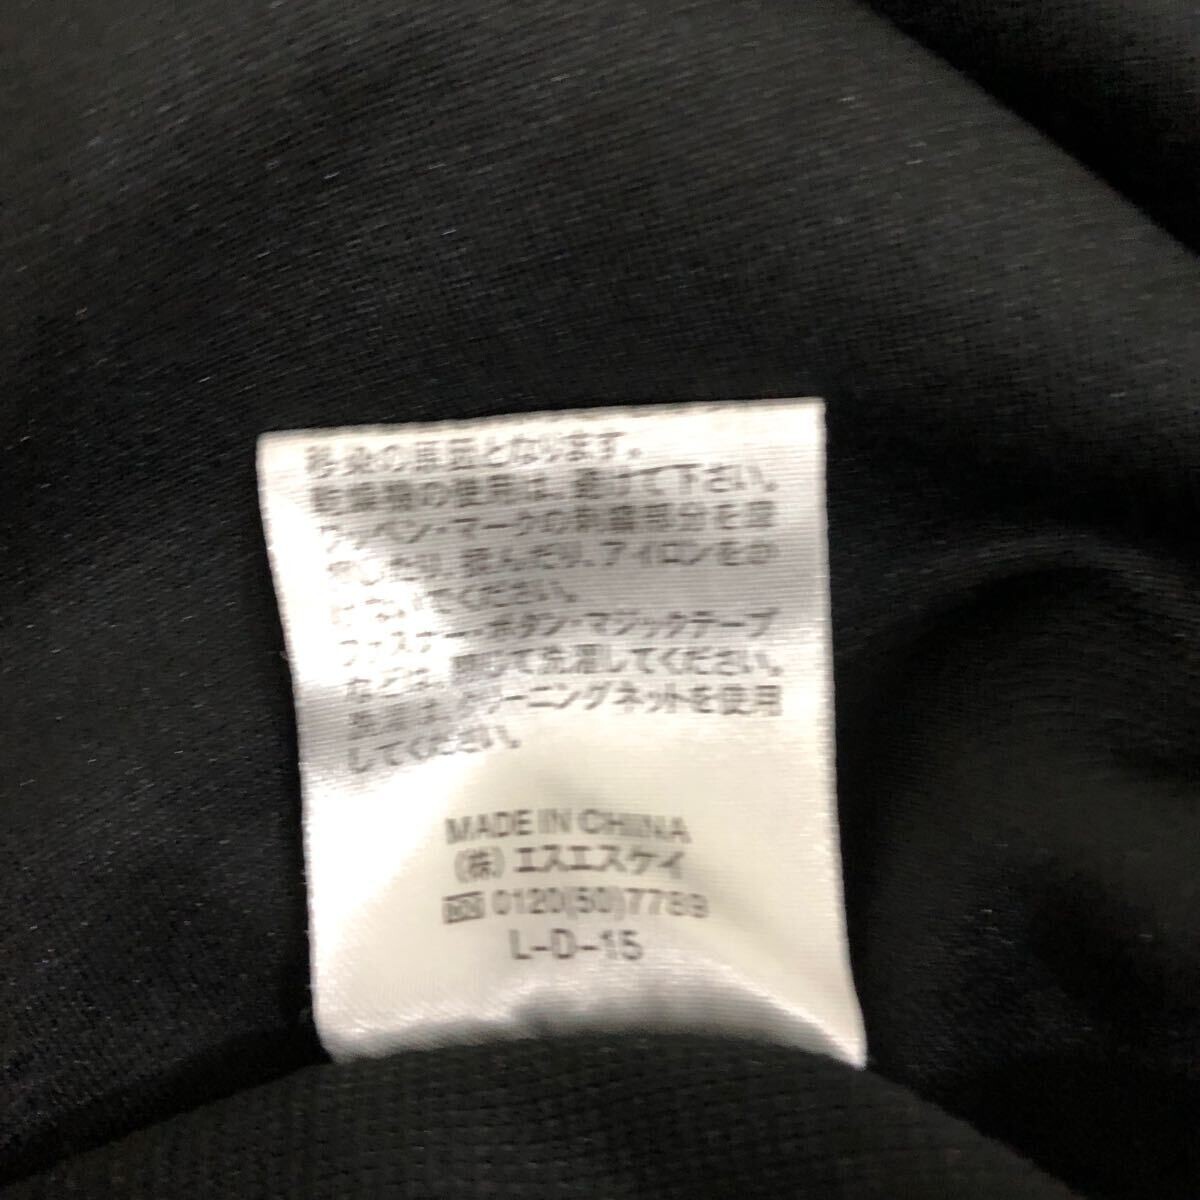 移染の原因となります。
乾燥機の使用は、避けて下さい。
ワッペン・マークの刺繍部分を
やしたり、揉んだり、アイロンをか
けないでください。
ファスナー・ボタン・マジックテープ
などは、閉じて洗濯してください。
洗濯は、クリーニングネットを使用
してください。
MADE IN CHINA
(株)エスエスケイ
0120(50)7789
L-D-15